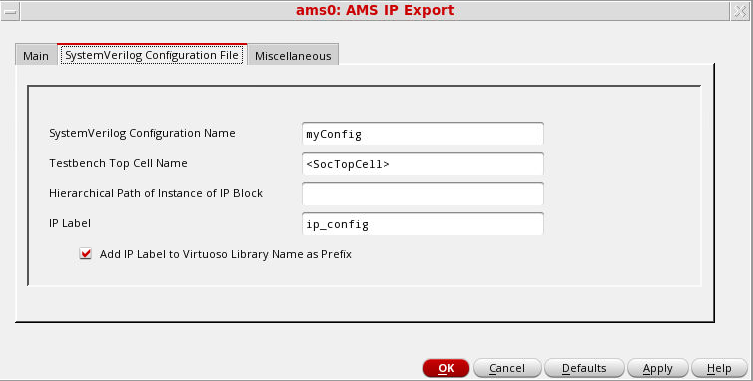 ams0: AMS IP Export
Main SystemVerilog Configuration File Miscellaneous
SystemVerilog Configuration Name myConfig
Testbench Top Cell Name <SocTopCell>
Hierarchical Path of Instance of IP Block
IP Label ip_config
Add IP Label to Virtuoso Library Name as Prefix
OK Cancel Defaults Apply Help